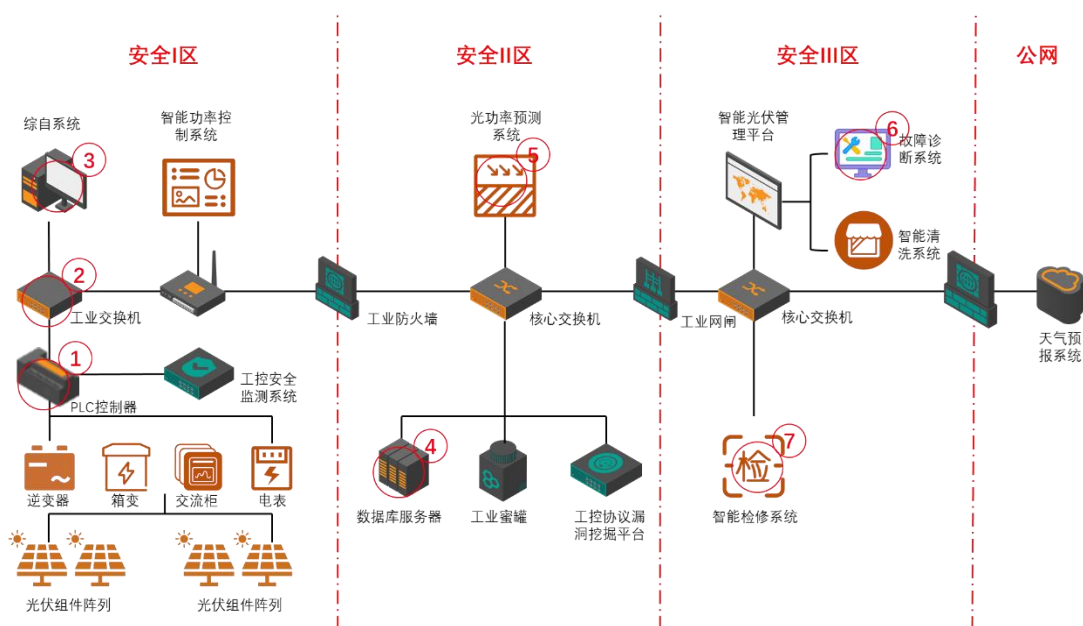 安全I区
安全II区
安全III区
公网
综自系统
智能功率控
制系统
光功率预测
系统
智能光伏管
理平台
③
⑤
⑥
故障诊
断系统
智能清
洗系统
②
工业交换机
工业防火墙
核心交换机
工业网闸
核心交换机
天气预
报系统
①
PLC控制器
工控安全
监测系统
逆变器
箱变
交流柜
电表
④
⑦
检
数据库服务器
工业蜜罐
工控协议漏
洞挖掘平台
智能检修系统
光伏组件阵列
光伏组件阵列